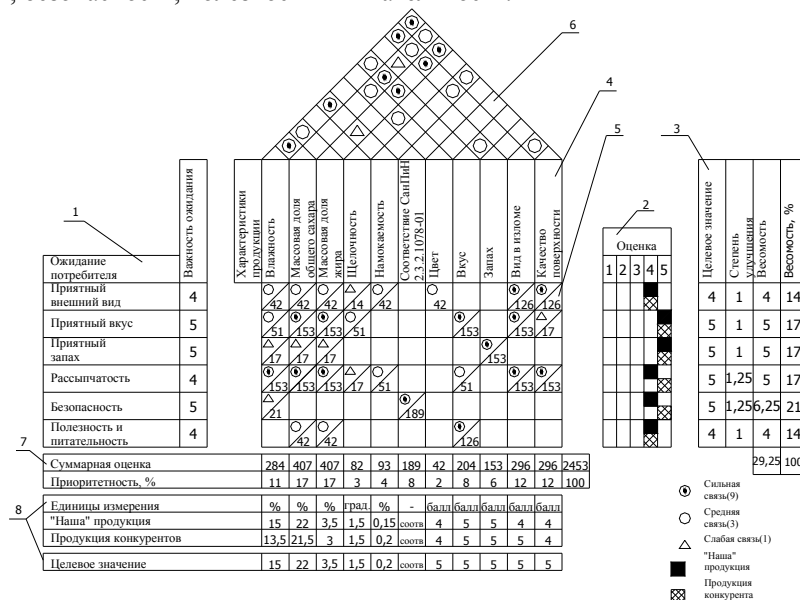 6
4
5
3
1
2
Важность ожидания
Характеристики продукции
Влажность
Массовая доля общего сахара
Массовая доля жира
Щелочность
Намокаемость
Соответствие СанПиН 2.3.2.1078-01
Цвет
Вкус
Запах
Вид в изломе
Качество поверхности
Целевое значение
Степень улучшения
Весомость
Весомость, %
Ожидание
потребителя
Оценка
1 2 3 4 5
Приятный
внешний вид 4 42 42 42 14 42 42 126 126 4 1 4 14
Приятный вкус 5 51 153 153 51 153 153 17 5 1 5 17
Приятный
запах 5 17 17 17 153 5 1 5 17
Рассыпчатость 4 153 153 153 17 51 51 153 153 5 1,25 5 17
Безопасность 5 21 189 5 1,25 6,25 21
Полезность и
питательность 4 42 42 126 4 1 4 14
29,25 100
7
Суммарная оценка 284 407 407 82 93 189 42 204 153 296 296 2453
Приоритетность, % 11 17 17 3 4 8 2 8 6 12 12 100
8
Единицы измерения % % % град. % - балл балл балл балл балл
"Наша" продукция 15 22 3,5 1,5 0,15 соотв 4 5 5 4 4
Продукция конкурентов 13,5 21,5 3 1,5 0,2 соотв 4 5 5 4 4
Целевое значение 15 22 3,5 1,5 0,2 соотв 5 5 5 5 5
Сильная
связь(9)
Средняя
связь(3)
Слабая связь(1)
"Наша"
продукция
Продукция
конкурента